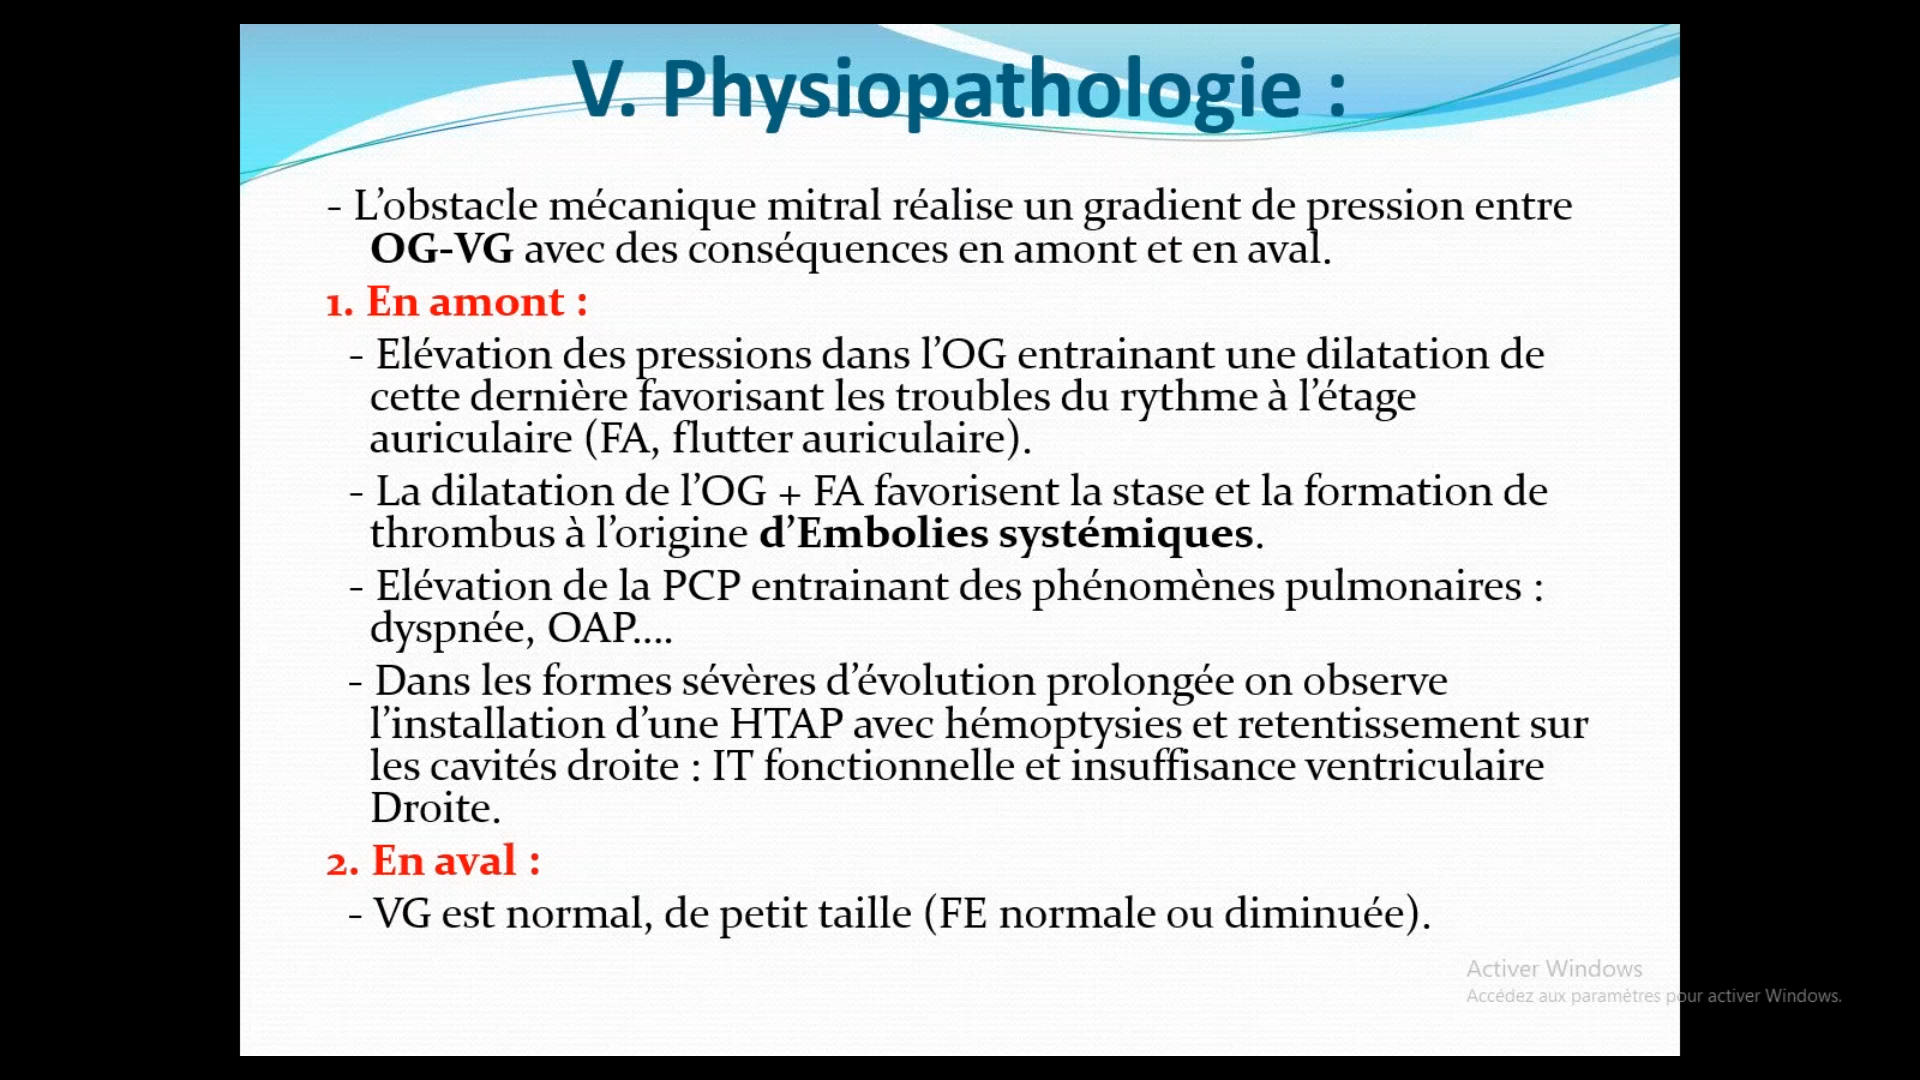 V. Physiopathologie :
- L’obstacle mécanique mitral réalise un gradient de pression entre
OG-VG avec des conséquences en amont et en aval.
1. En amont :
- Elévation des pressions dans l’OG entrainant une dilatation de
cette dernière favorisant les troubles du rythme à l’étage
auriculaire (FA, flutter auriculaire).
- La dilatation de l’OG + FA favorisent la stase et la formation de
thrombus à l’origine d’Embolies systémiques.
- Elévation de la PCP entrainant des phénomènes pulmonaires :
dyspnée, OAP....
- Dans les formes sévères d’évolution prolongée on observe
l’installation d’une HTAP avec hémoptysies et retentissement sur
les cavités droite : IT fonctionnelle et insuffisance ventriculaire
Droite.
2. En aval :
- VG est normal, de petit taille (FE normale ou diminuée).
Activer Windows
Accédez aux paramètres pour activer Windows.